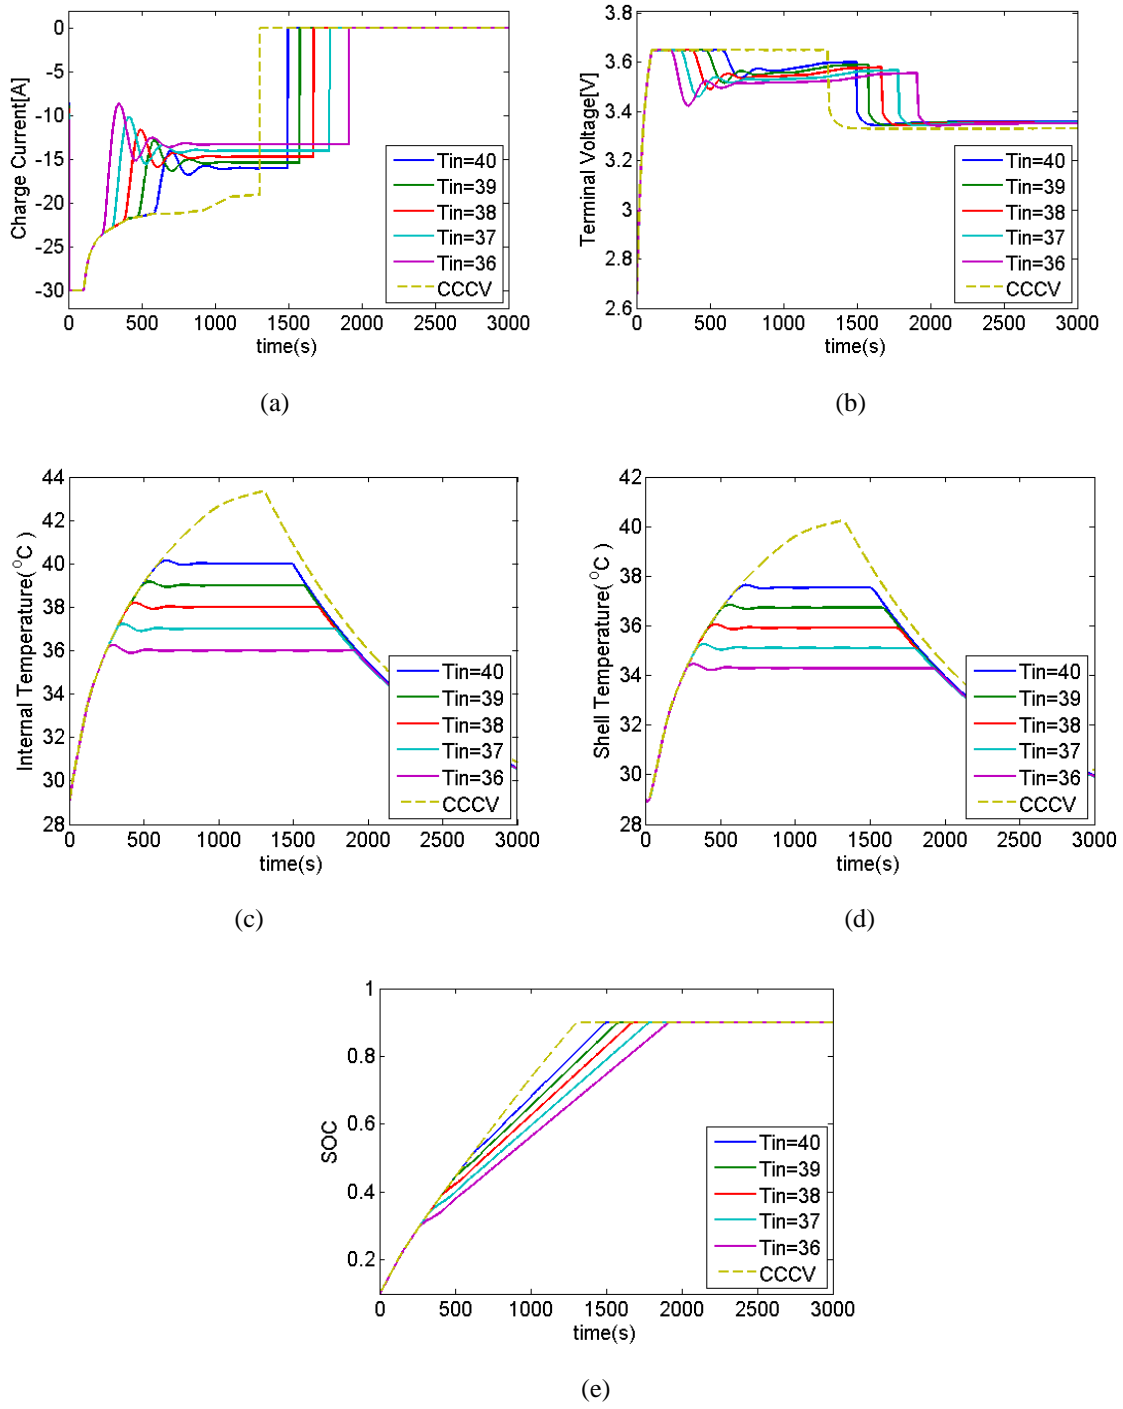 0
-5
-10
-15
-20
-25
-30
Charge Current[A]
0 500 1000 1500 2000 2500 3000
time(s)
Tin=40
Tin=39
Tin=38
Tin=37
Tin=36
CCCV
(a)
3.8
3.6
3.4
3.2
3
2.8
2.6
Terminal Voltage[V]
0 500 1000 1500 2000 2500 3000
time(s)
Tin=40
Tin=39
Tin=38
Tin=37
Tin=36
CCCV
(b)
44
42
40
38
36
34
32
30
28
Internal Temperature(°C)
0 500 1000 1500 2000 2500 3000
time(s)
Tin=40
Tin=39
Tin=38
Tin=37
Tin=36
CCCV
(c)
42
40
38
36
34
32
30
28
Shell Temperature(°C)
0 500 1000 1500 2000 2500 3000
time(s)
Tin=40
Tin=39
Tin=38
Tin=37
Tin=36
CCCV
(d)
1
0.8
0.6
0.4
0.2
SOC
0 500 1000 1500 2000 2500 3000
time(s)
Tin=40
Tin=39
Tin=38
Tin=37
Tin=36
CCCV
(e)